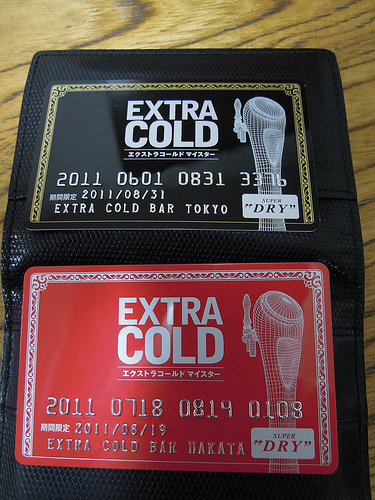 EXTRA
COLD
エクストラコールド マイスター
2011 0601 0831 3376
期間限定 2011/08/31
EXTRA COLD BAR TOKYO
SUPER
"DRY"
EXTRA
COLD
エクストラコールド マイスター
2011 0718 0819 0108
期間限定 2011/08/19
EXTRA COLD BAR HAKATA
SUPER
"DRY"